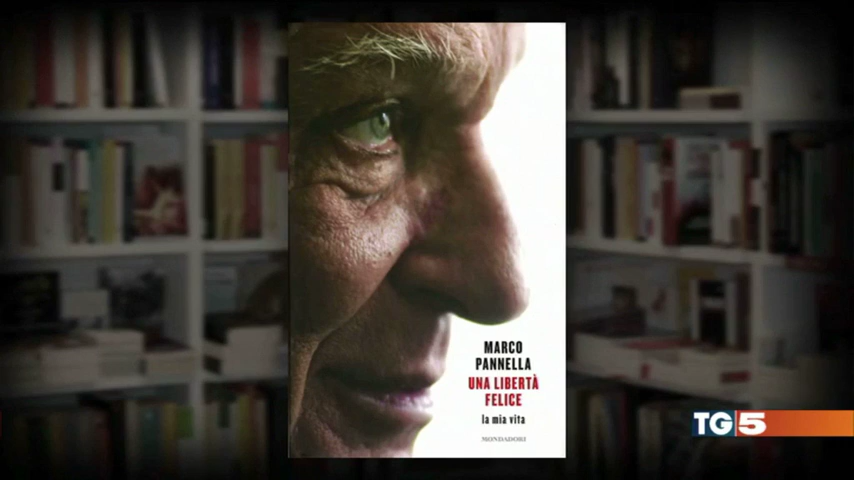 MARCO
PANNELLA
UNA LIBERTÀ
FELICE
la mia vita
MONDADORI
TG5